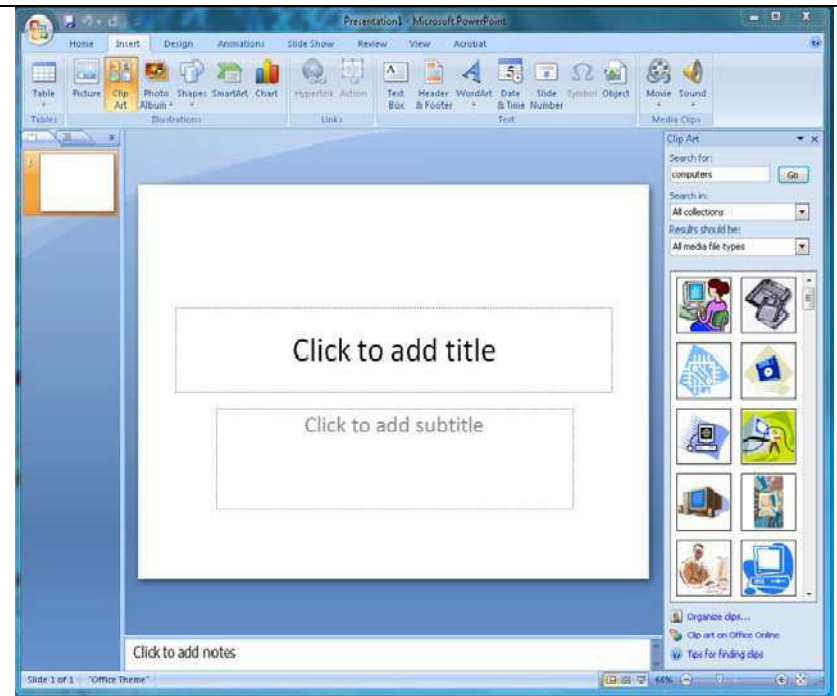 Presentation1 - Microsoft PowerPoint
Home Insert Design Animations Slide Show Review View Acrobat
Table Picture Clip Art Photo Album Shapes SmartArt Chart Hyperlink Action Text Box Header & Footer WordArt Date & Time Slide Number Symbol Object Movie Sound
Tables Illustrations Links Text Media Clips
Clip Art
Search for:
computers Go
Search in:
All collections
Results should be:
All media file types
1
Click to add title
Click to add subtitle
Organize clips...
Clip art on Office Online
Tips for finding clips
Click to add notes
Slide 1 of 1 "Office Theme" 66%